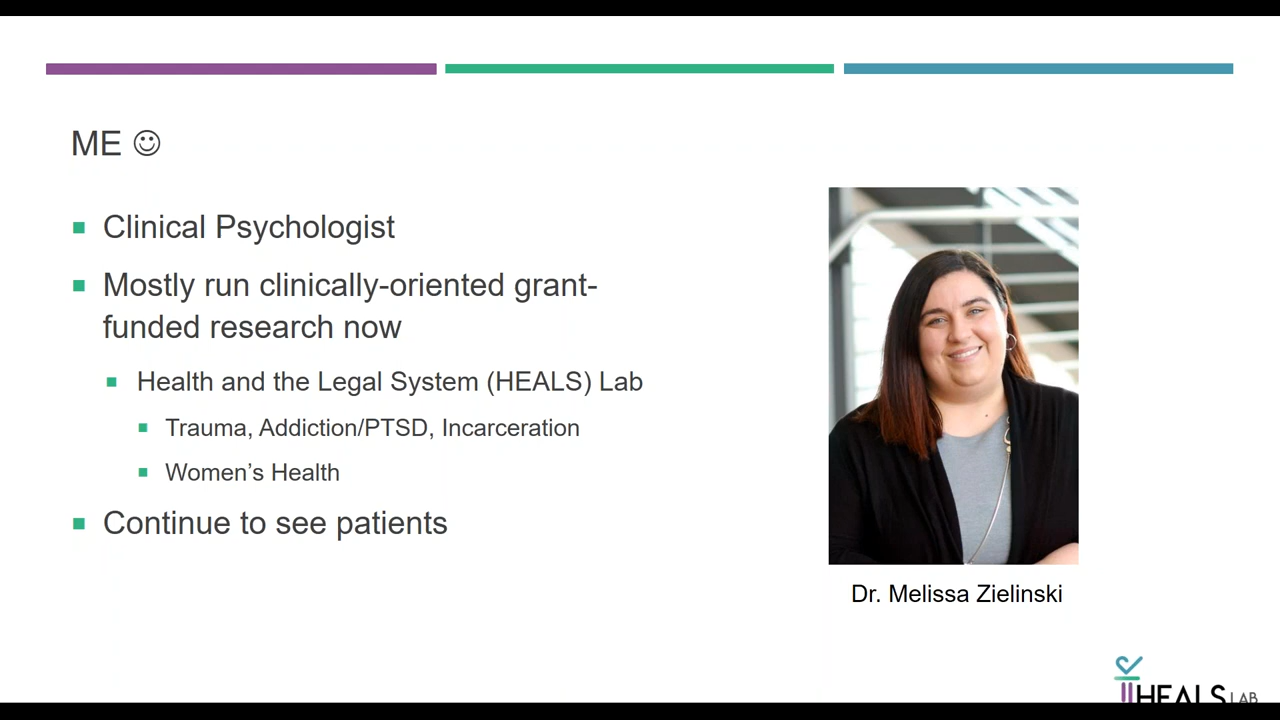 ME ☺
Clinical Psychologist
Mostly run clinically-oriented grant-
funded research now
Health and the Legal System (HEALS) Lab
Trauma, Addiction/PTSD, Incarceration
Women's Health
Continue to see patients
Dr. Melissa Zielinski
HEALS LAB